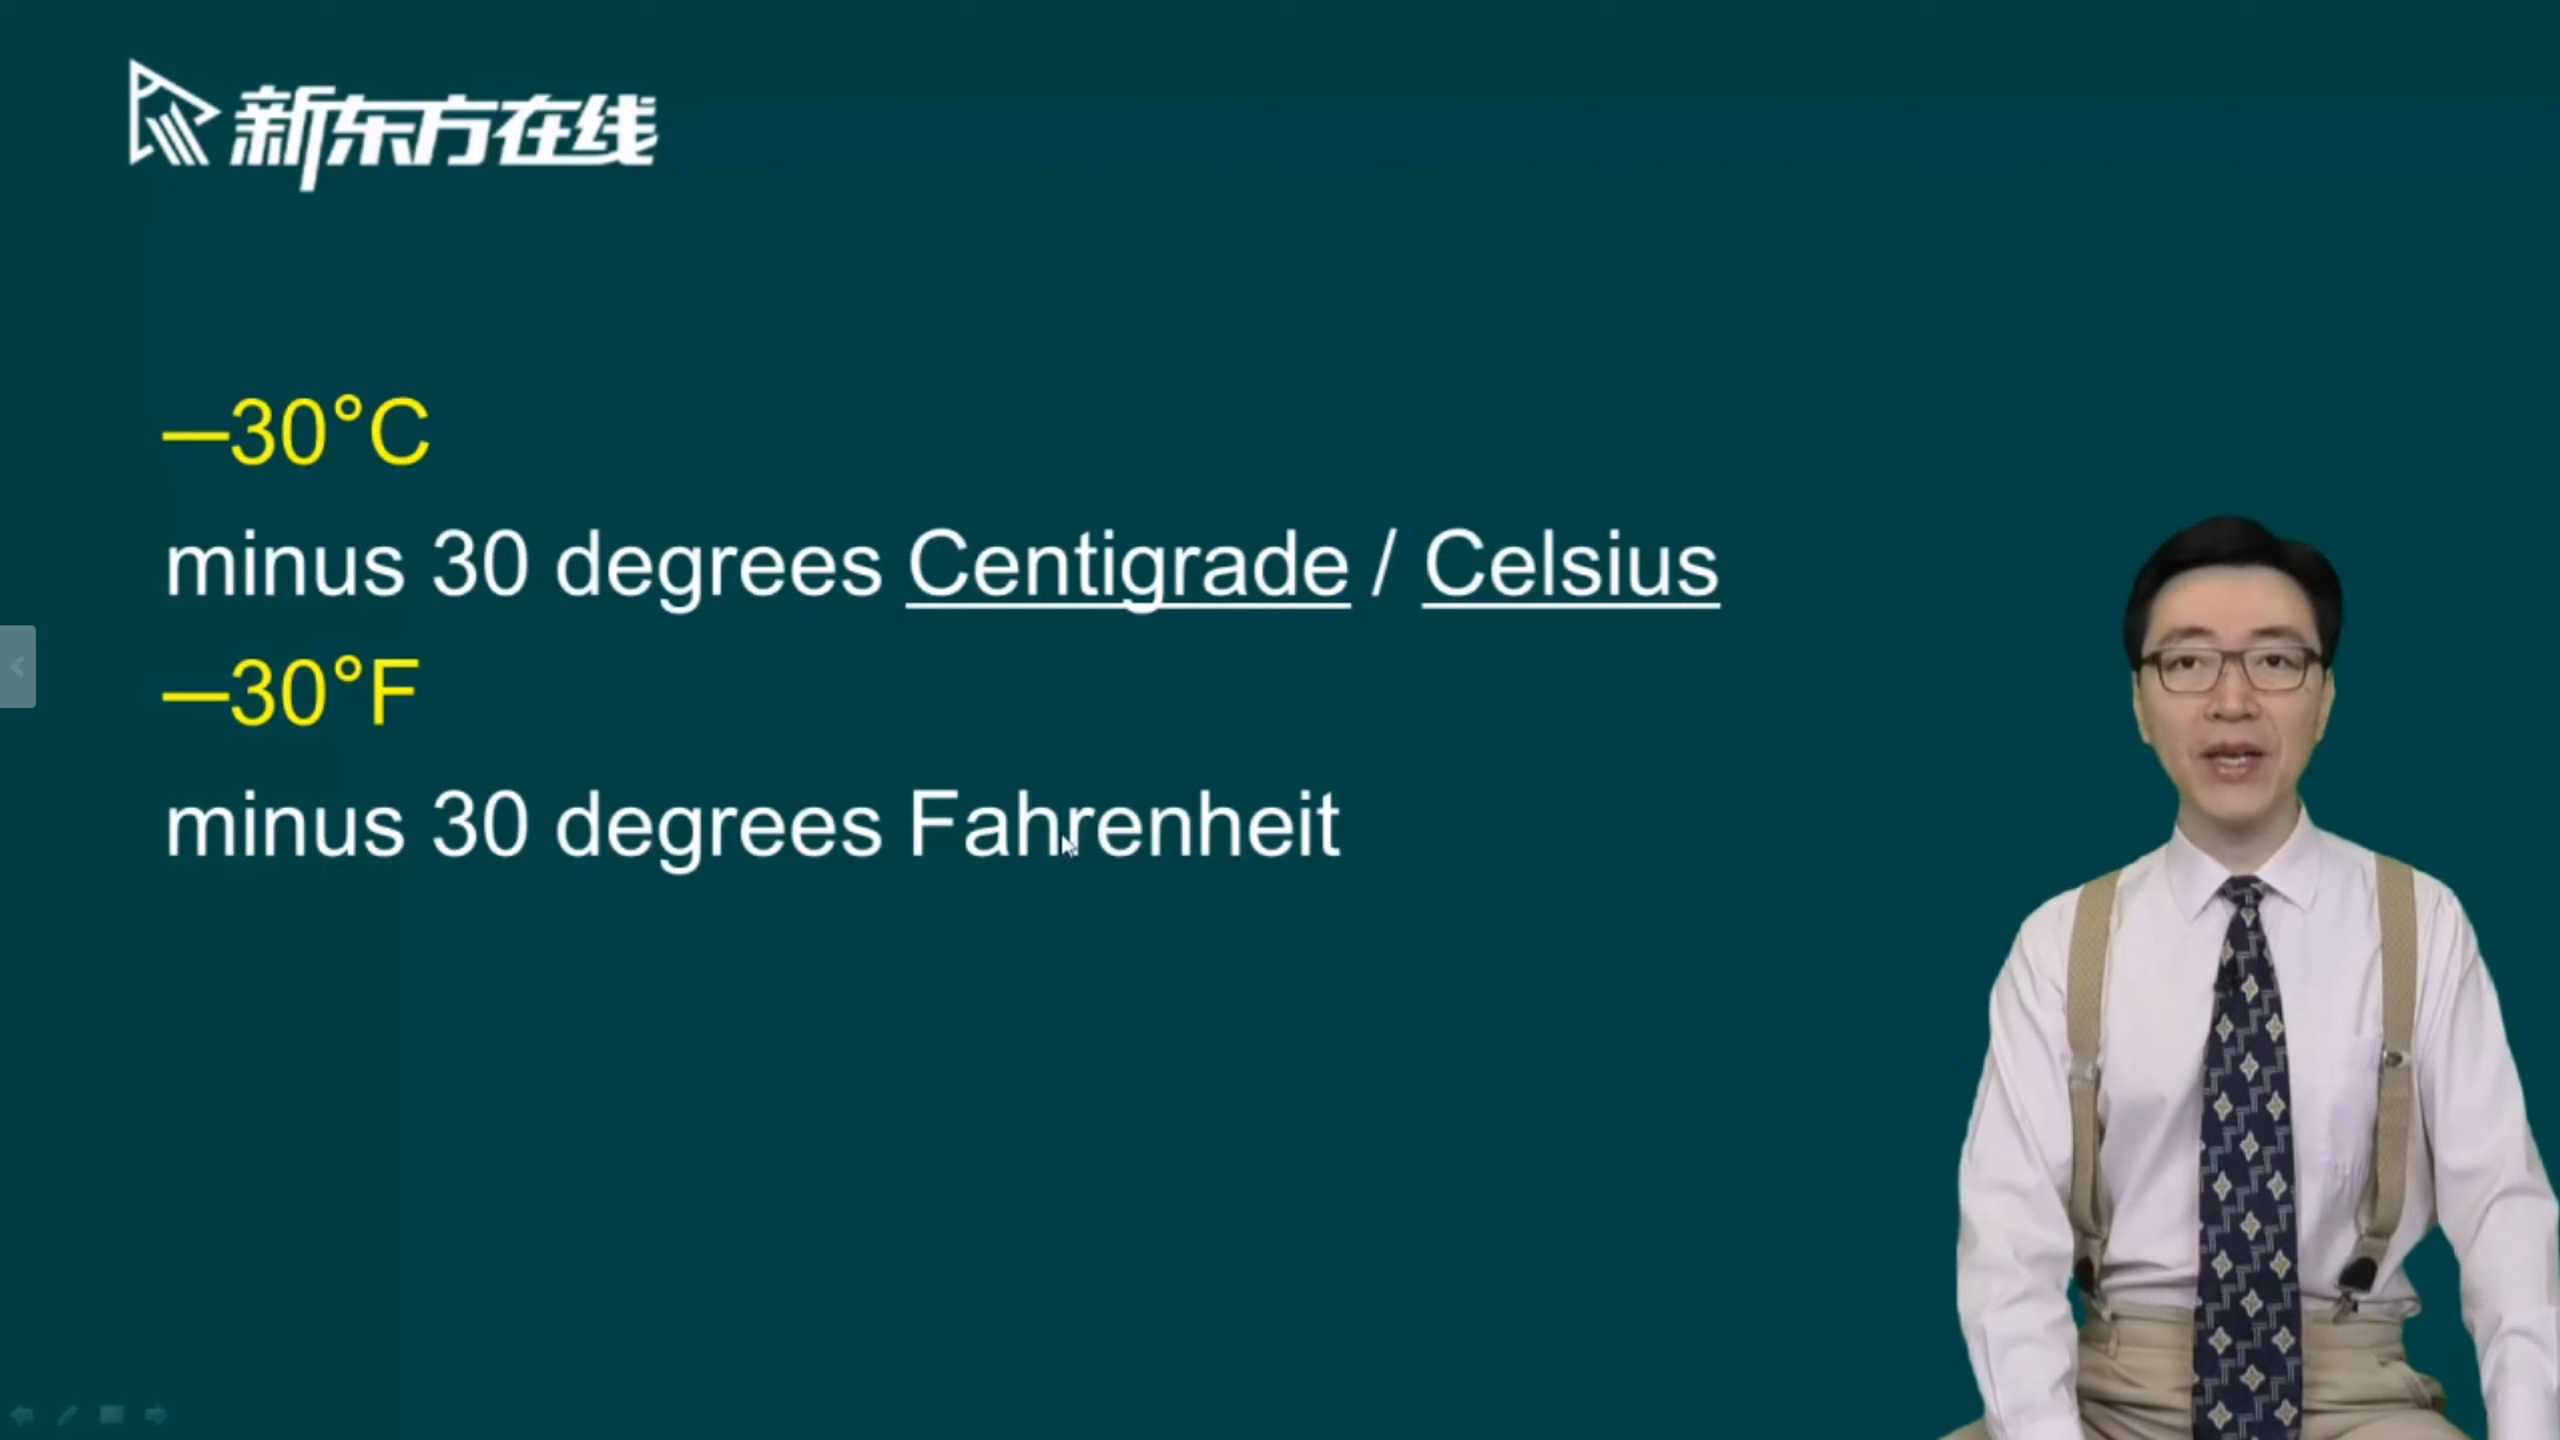 新东方在线
—30°C
minus 30 degrees Centigrade / Celsius
—30°F
minus 30 degrees Fahrenheit